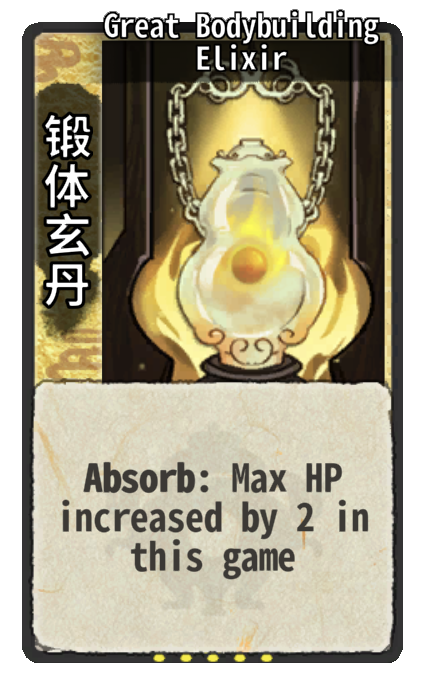 Great Bodybuilding
Elixir
锻体玄丹
Absorb: Max HP
increased by 2 in
this game